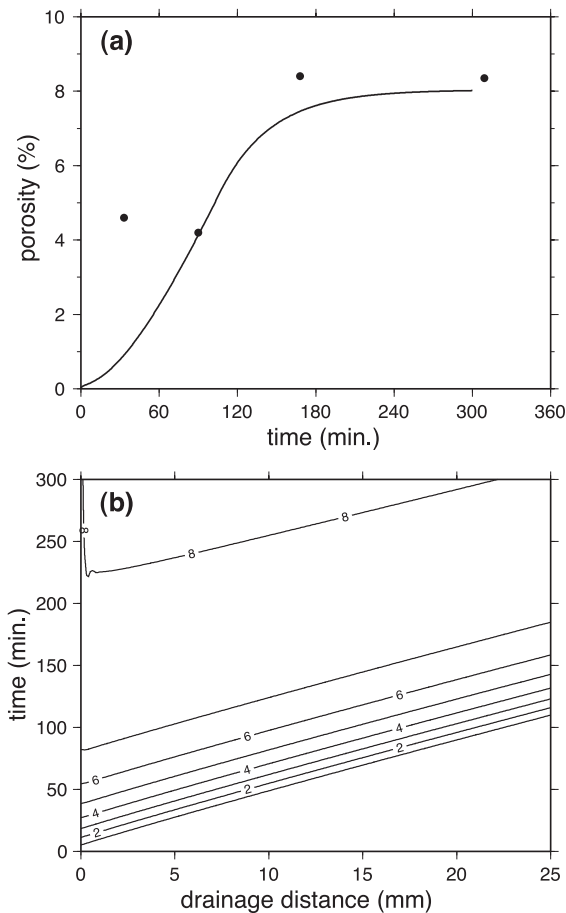 10
(a)
8
6
4
2
0
porosity (%)
0 60 120 180 240 300 360
time (min.)
300
(b)
250
200
150
100
50
0
time (min.)
8 8 8
6 6 6
4 4 4
2 2 2
0 5 10 15 20 25
drainage distance (mm)